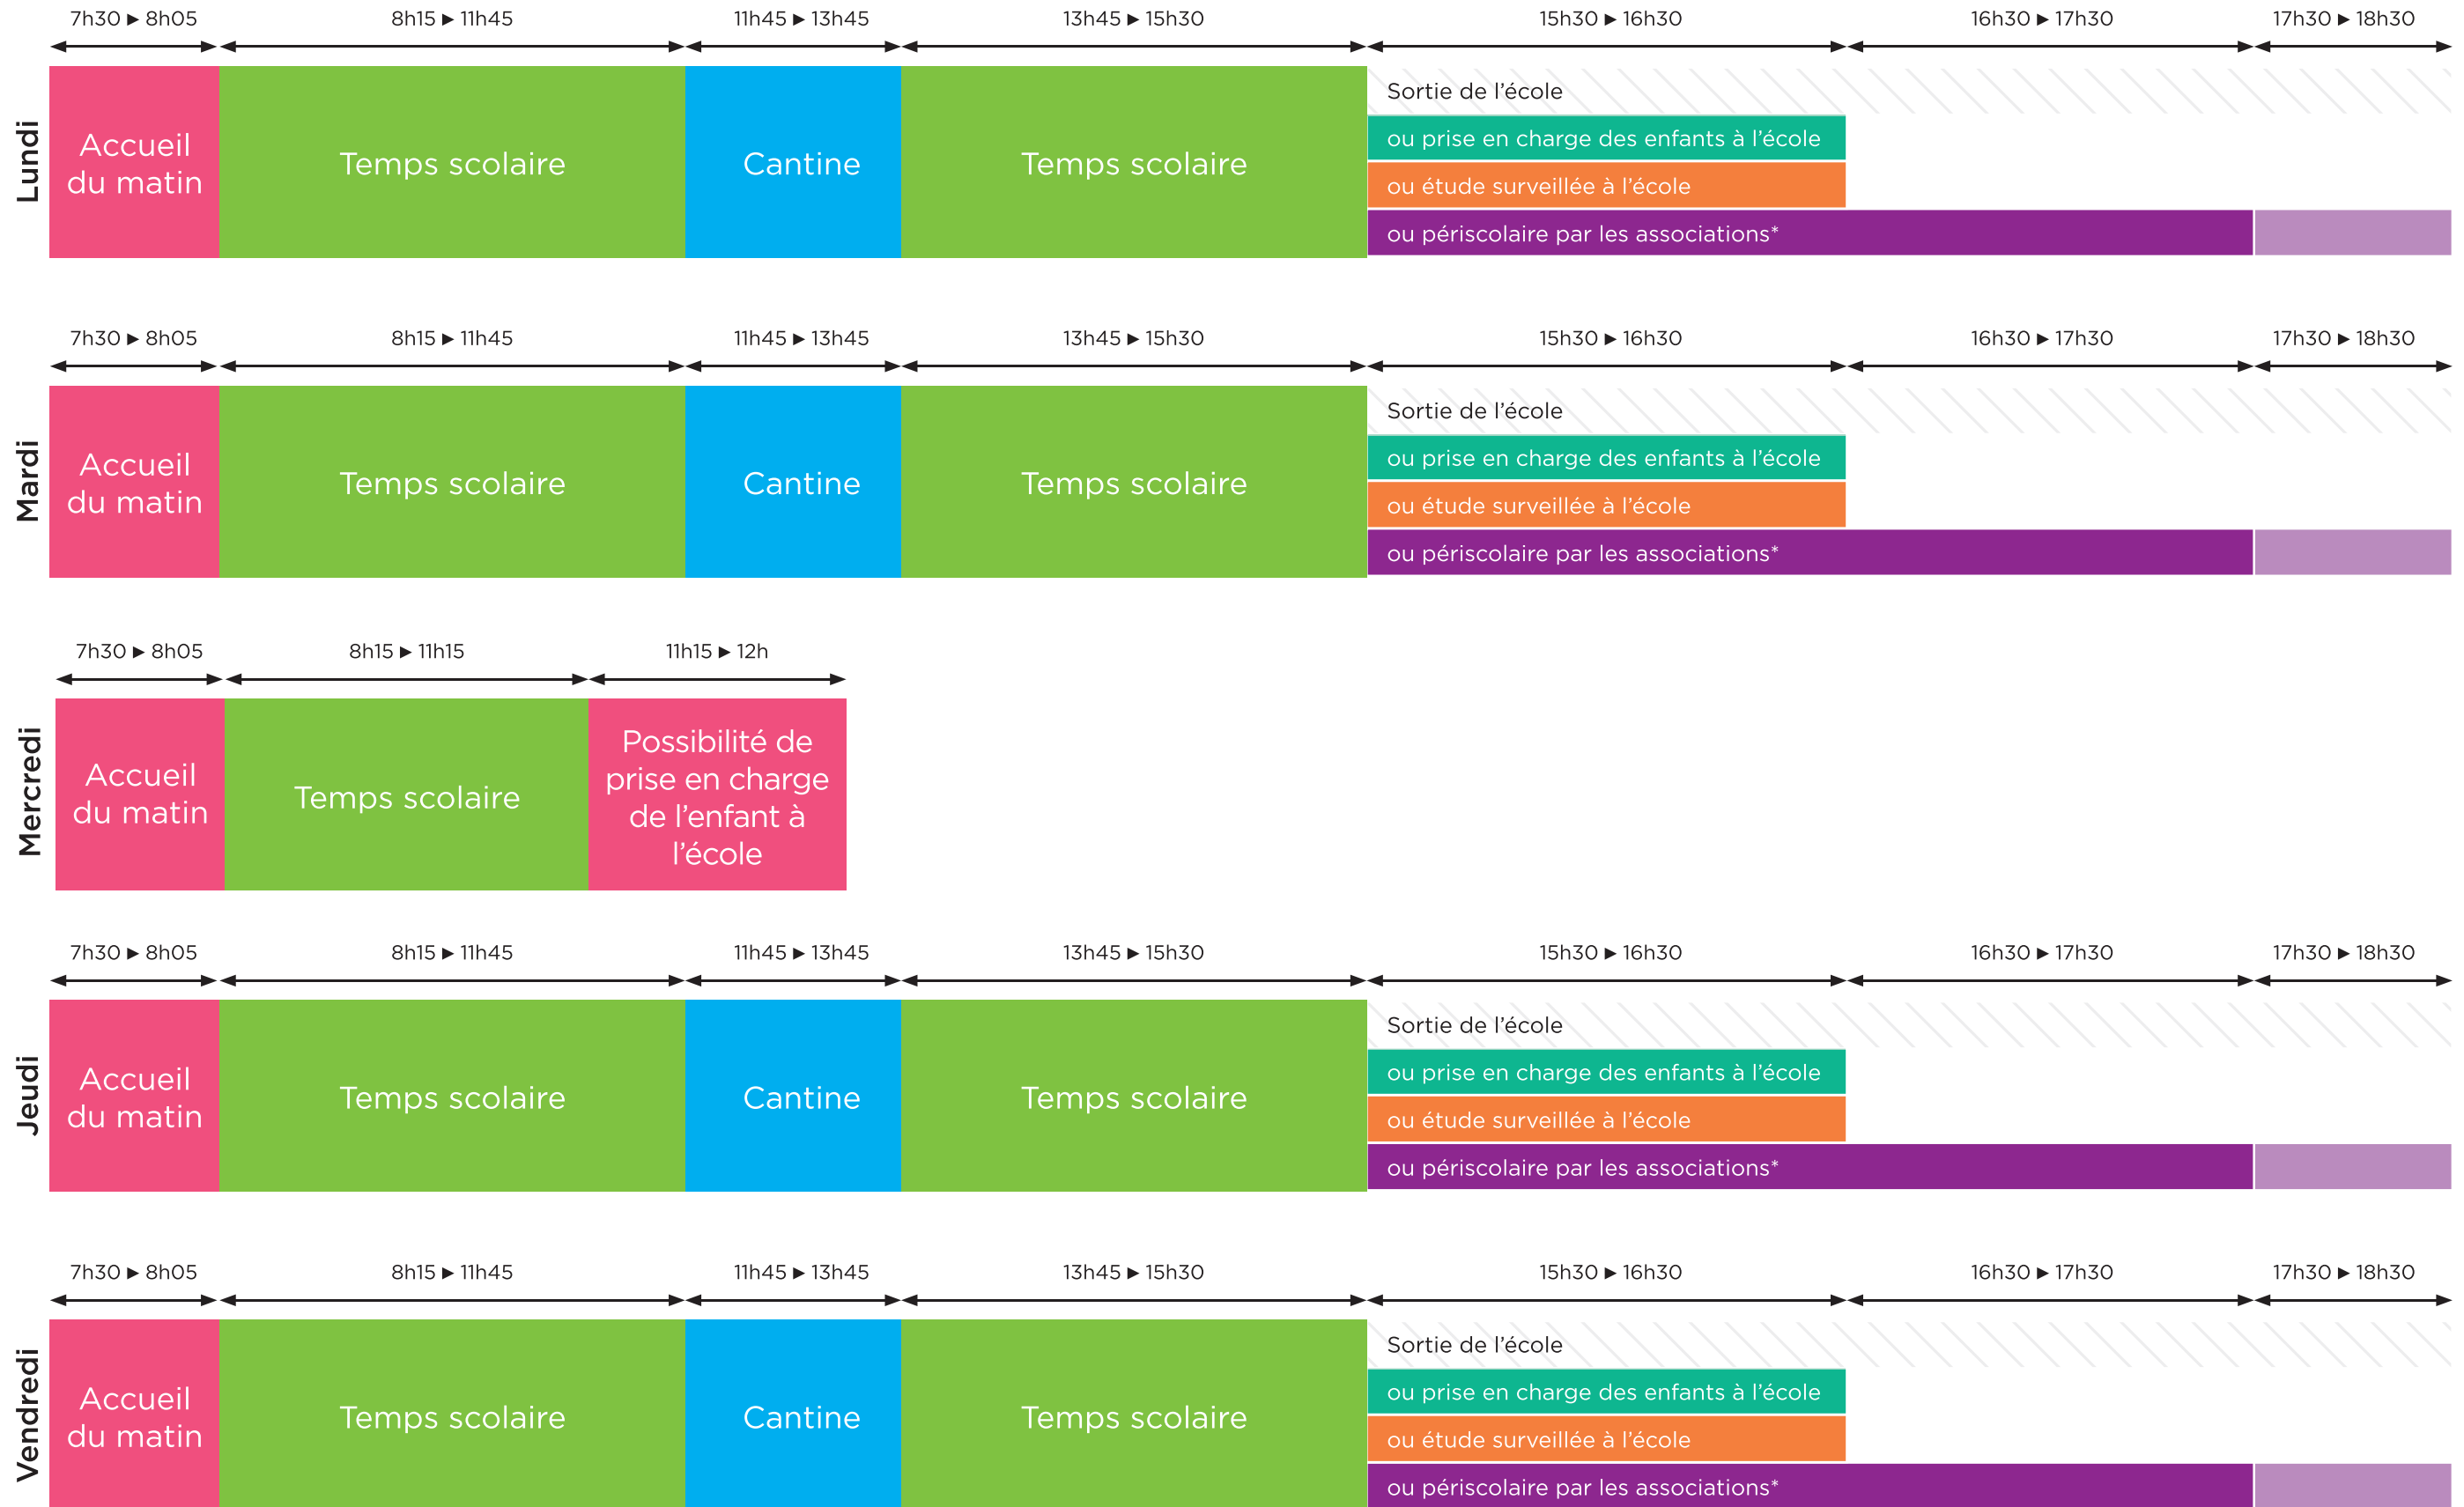 7h30 ► 8h05 8h15 ► 11h45 11h45 ► 13h45 13h45 ► 15h30 15h30 ► 16h30 16h30 ► 17h30 17h30 ► 18h30
Lundi
Accueil
du matin
Temps scolaire
Cantine
Temps scolaire
Sortie de l’école
ou prise en charge des enfants à l’école
ou étude surveillée à l’école
ou périscolaire par les associations*
7h30 ► 8h05 8h15 ► 11h45 11h45 ► 13h45 13h45 ► 15h30 15h30 ► 16h30 16h30 ► 17h30 17h30 ► 18h30
Mardi
Accueil
du matin
Temps scolaire
Cantine
Temps scolaire
Sortie de l’école
ou prise en charge des enfants à l’école
ou étude surveillée à l’école
ou périscolaire par les associations*
7h30 ► 8h05 8h15 ► 11h15 11h15 ► 12h
Mercredi
Accueil
du matin
Temps scolaire
Possibilité de
prise en charge
de l’enfant à
l’école
7h30 ► 8h05 8h15 ► 11h45 11h45 ► 13h45 13h45 ► 15h30 15h30 ► 16h30 16h30 ► 17h30 17h30 ► 18h30
Jeudi
Accueil
du matin
Temps scolaire
Cantine
Temps scolaire
Sortie de l’école
ou prise en charge des enfants à l’école
ou étude surveillée à l’école
ou périscolaire par les associations*
7h30 ► 8h05 8h15 ► 11h45 11h45 ► 13h45 13h45 ► 15h30 15h30 ► 16h30 16h30 ► 17h30 17h30 ► 18h30
Vendredi
Accueil
du matin
Temps scolaire
Cantine
Temps scolaire
Sortie de l’école
ou prise en charge des enfants à l’école
ou étude surveillée à l’école
ou périscolaire par les associations*